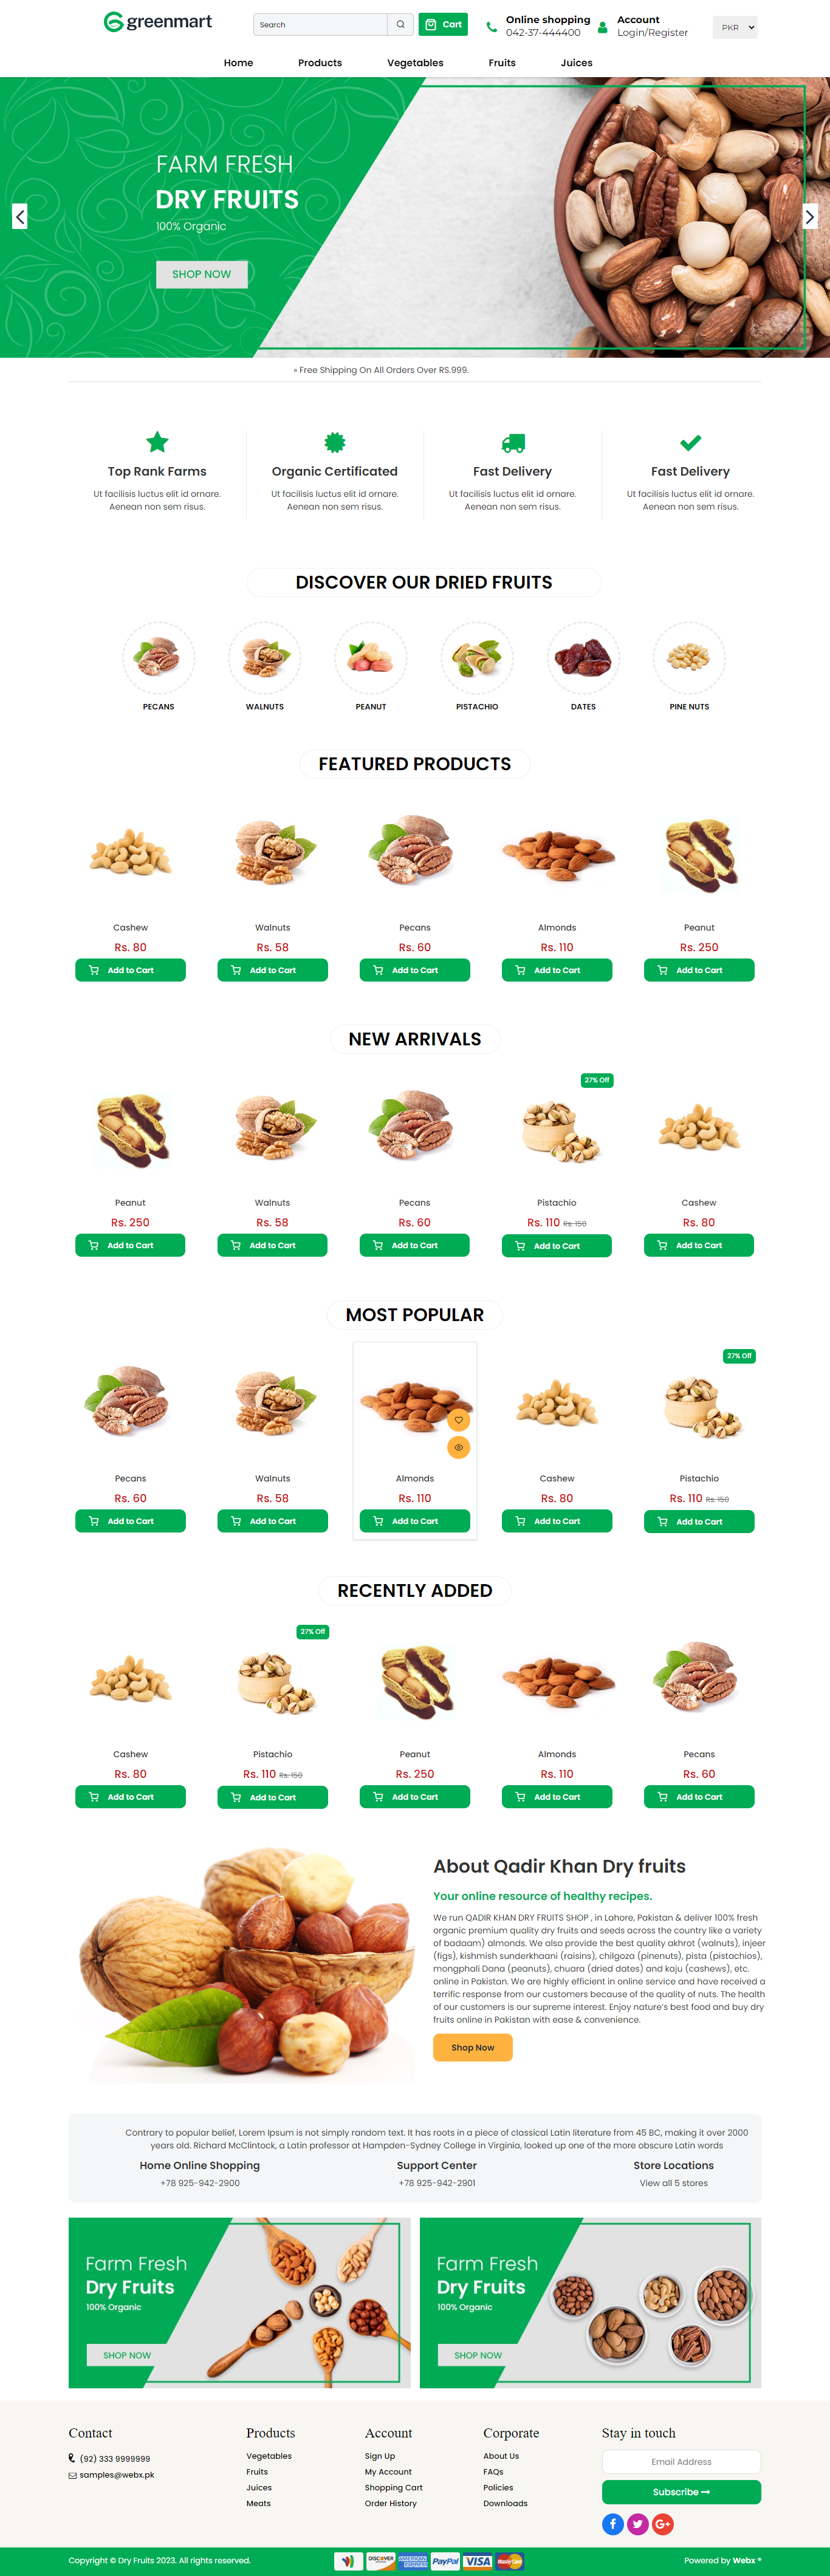 greenmart
Search
Cart
Online shopping
042-37-444400
Account
Login/Register
PKR
Home Products Vegetables Fruits Juices
FARM FRESH
DRY FRUITS
100% Organic
SHOP NOW
» Free Shipping On All Orders Over RS.999.
Top Rank Farms
Ut facilisis luctus elit id ornare.
Aenean non sem risus.
Organic Certificated
Ut facilisis luctus elit id ornare.
Aenean non sem risus.
Fast Delivery
Ut facilisis luctus elit id ornare.
Aenean non sem risus.
Fast Delivery
Ut facilisis luctus elit id ornare.
Aenean non sem risus.
DISCOVER OUR DRIED FRUITS
PECANS WALNUTS PEANUT PISTACHIO DATES PINE NUTS
FEATURED PRODUCTS
Cashew Walnuts Pecans Almonds Peanut
Rs. 80 Rs. 58 Rs. 60 Rs. 110 Rs. 250
Add to Cart Add to Cart Add to Cart Add to Cart Add to Cart
NEW ARRIVALS
27% Off
Peanut Walnuts Pecans Pistachio Cashew
Rs. 250 Rs. 58 Rs. 60 Rs. 110 Rs. 150 Rs. 80
Add to Cart Add to Cart Add to Cart Add to Cart Add to Cart
MOST POPULAR
27% Off
Pecans Walnuts Almonds Cashew Pistachio
Rs. 60 Rs. 58 Rs. 110 Rs. 80 Rs. 110 Rs. 150
Add to Cart Add to Cart Add to Cart Add to Cart Add to Cart
RECENTLY ADDED
27% Off
Cashew Pistachio Peanut Almonds Pecans
Rs. 80 Rs. 110 Rs. 150 Rs. 250 Rs. 110 Rs. 60
Add to Cart Add to Cart Add to Cart Add to Cart Add to Cart
About Qadir Khan Dry fruits
Your online resource of healthy recipes.
We run QADIR KHAN DRY FRUITS SHOP , in Lahore, Pakistan & deliver 100% fresh
organic premium quality dry fruits and seeds across the country like a variety
of badaam) almonds. We also provide the best quality akhrot (walnuts), injeer
(figs), kishmish sunderkhaani (raisins), chilgoza (pinenuts), pista (pistachios),
mongphali Dana (peanuts), chuara (dried dates) and kaju (cashews), etc.
online in Pakistan. We are highly efficient in online service and have received a
terrific response from our customers because of the quality of nuts. The health
of our customers is our supreme interest. Enjoy nature's best food and buy dry
fruits online in Pakistan with ease & convenience.
Shop Now
Contrary to popular belief, Lorem Ipsum is not simply random text. It has roots in a piece of classical Latin literature from 45 BC, making it over 2000
years old. Richard McClintock, a Latin professor at Hampden-Sydney College in Virginia, looked up one of the more obscure Latin words
Home Online Shopping Support Center Store Locations
+78 925-942-2900 +78 925-942-2901 View all 5 stores
Farm Fresh
Dry Fruits
100% Organic
SHOP NOW
Farm Fresh
Dry Fruits
100% Organic
SHOP NOW
Contact
(92) 333 9999999
samples@webx.pk
Products
Vegetables
Fruits
Juices
Meats
Account
Sign Up
My Account
Shopping Cart
Order History
Corporate
About Us
FAQs
Policies
Downloads
Stay in touch
Email Address
Subscribe
G+
Copyright © Dry Fruits 2023. All rights reserved.
DISCOVER AMERICAN EXPRESS PayPal VISA MasterCard
Powered by Webx ®